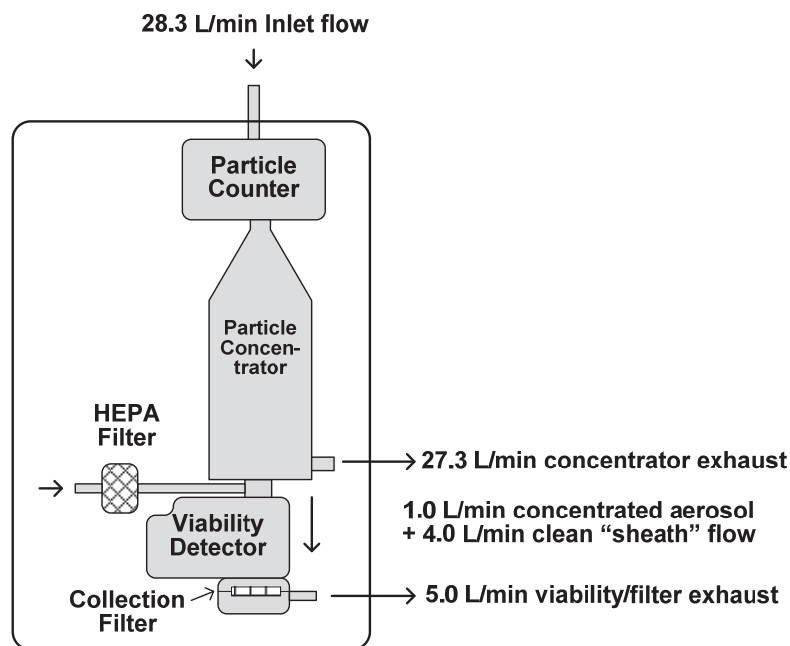 28.3 L/min Inlet flow
Particle
Counter
Particle
Concen-
trator
HEPA
Filter
27.3 L/min concentrator exhaust
1.0 L/min concentrated aerosol
+ 4.0 L/min clean “sheath” flow
Viability
Detector
Collection
Filter
5.0 L/min viability/filter exhaust